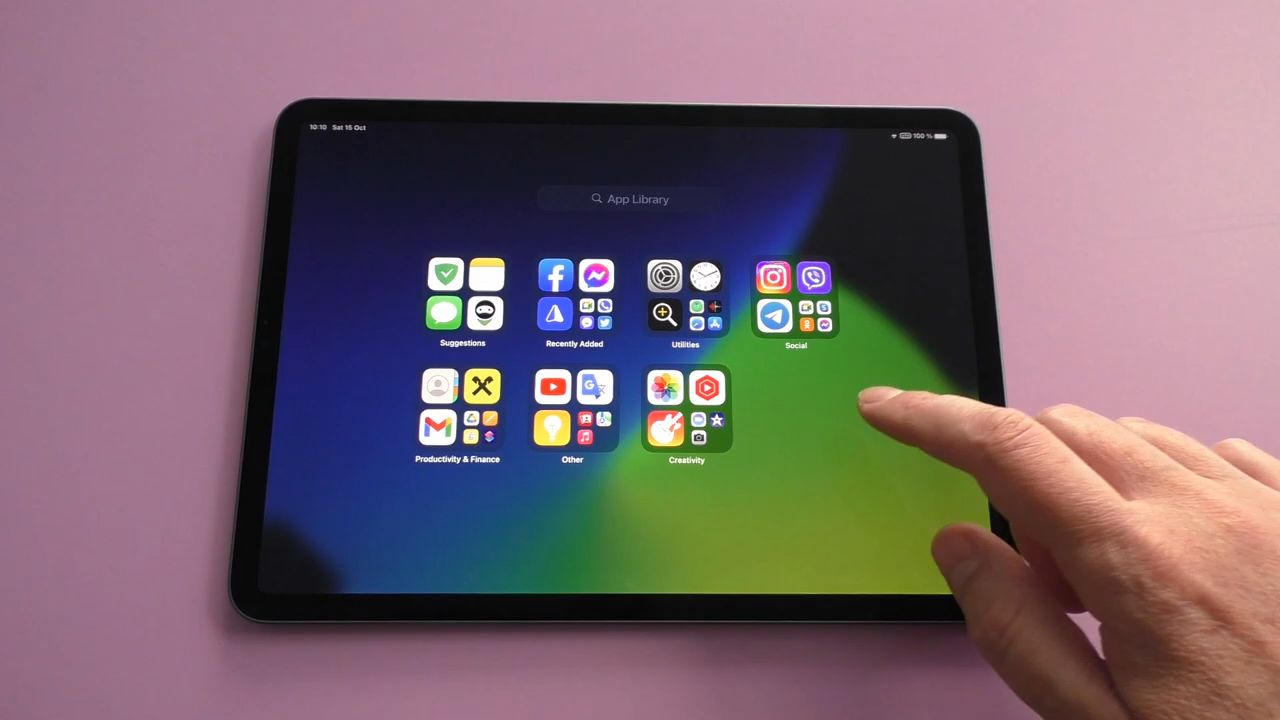 10:10 Sat 15 Oct
100 %
App Library
Suggestions
Recently Added
Utilities
Social
Productivity & Finance
Other
Creativity